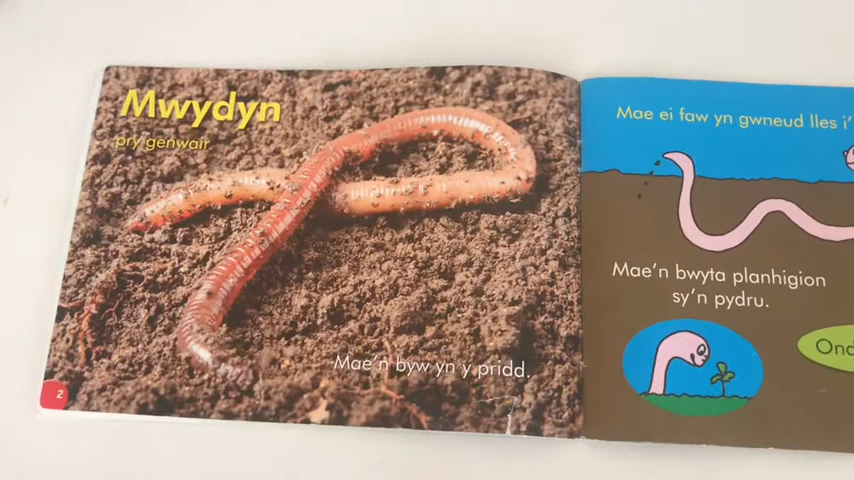 Mwydyn
pry genwair
Mae'n byw yn y pridd.
2
Mae ei faw yn gwneud lles i'
Mae'n bwyta planhigion
sy'n pydru.